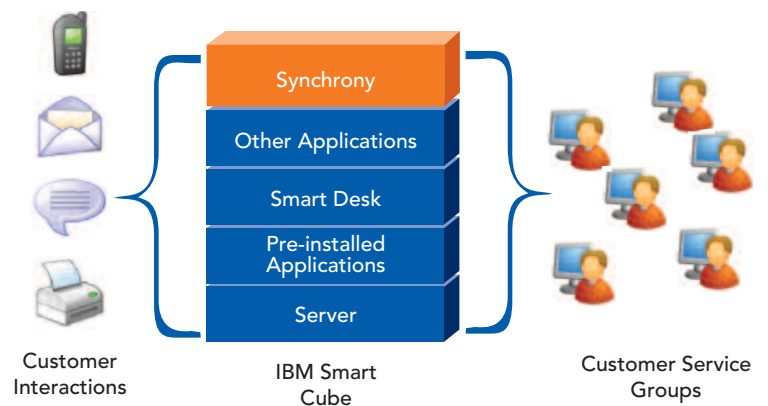 Synchrony
Other Applications
Smart Desk
Pre-installed
Applications
Server
Customer
Interactions
IBM Smart
Cube
Customer Service
Groups